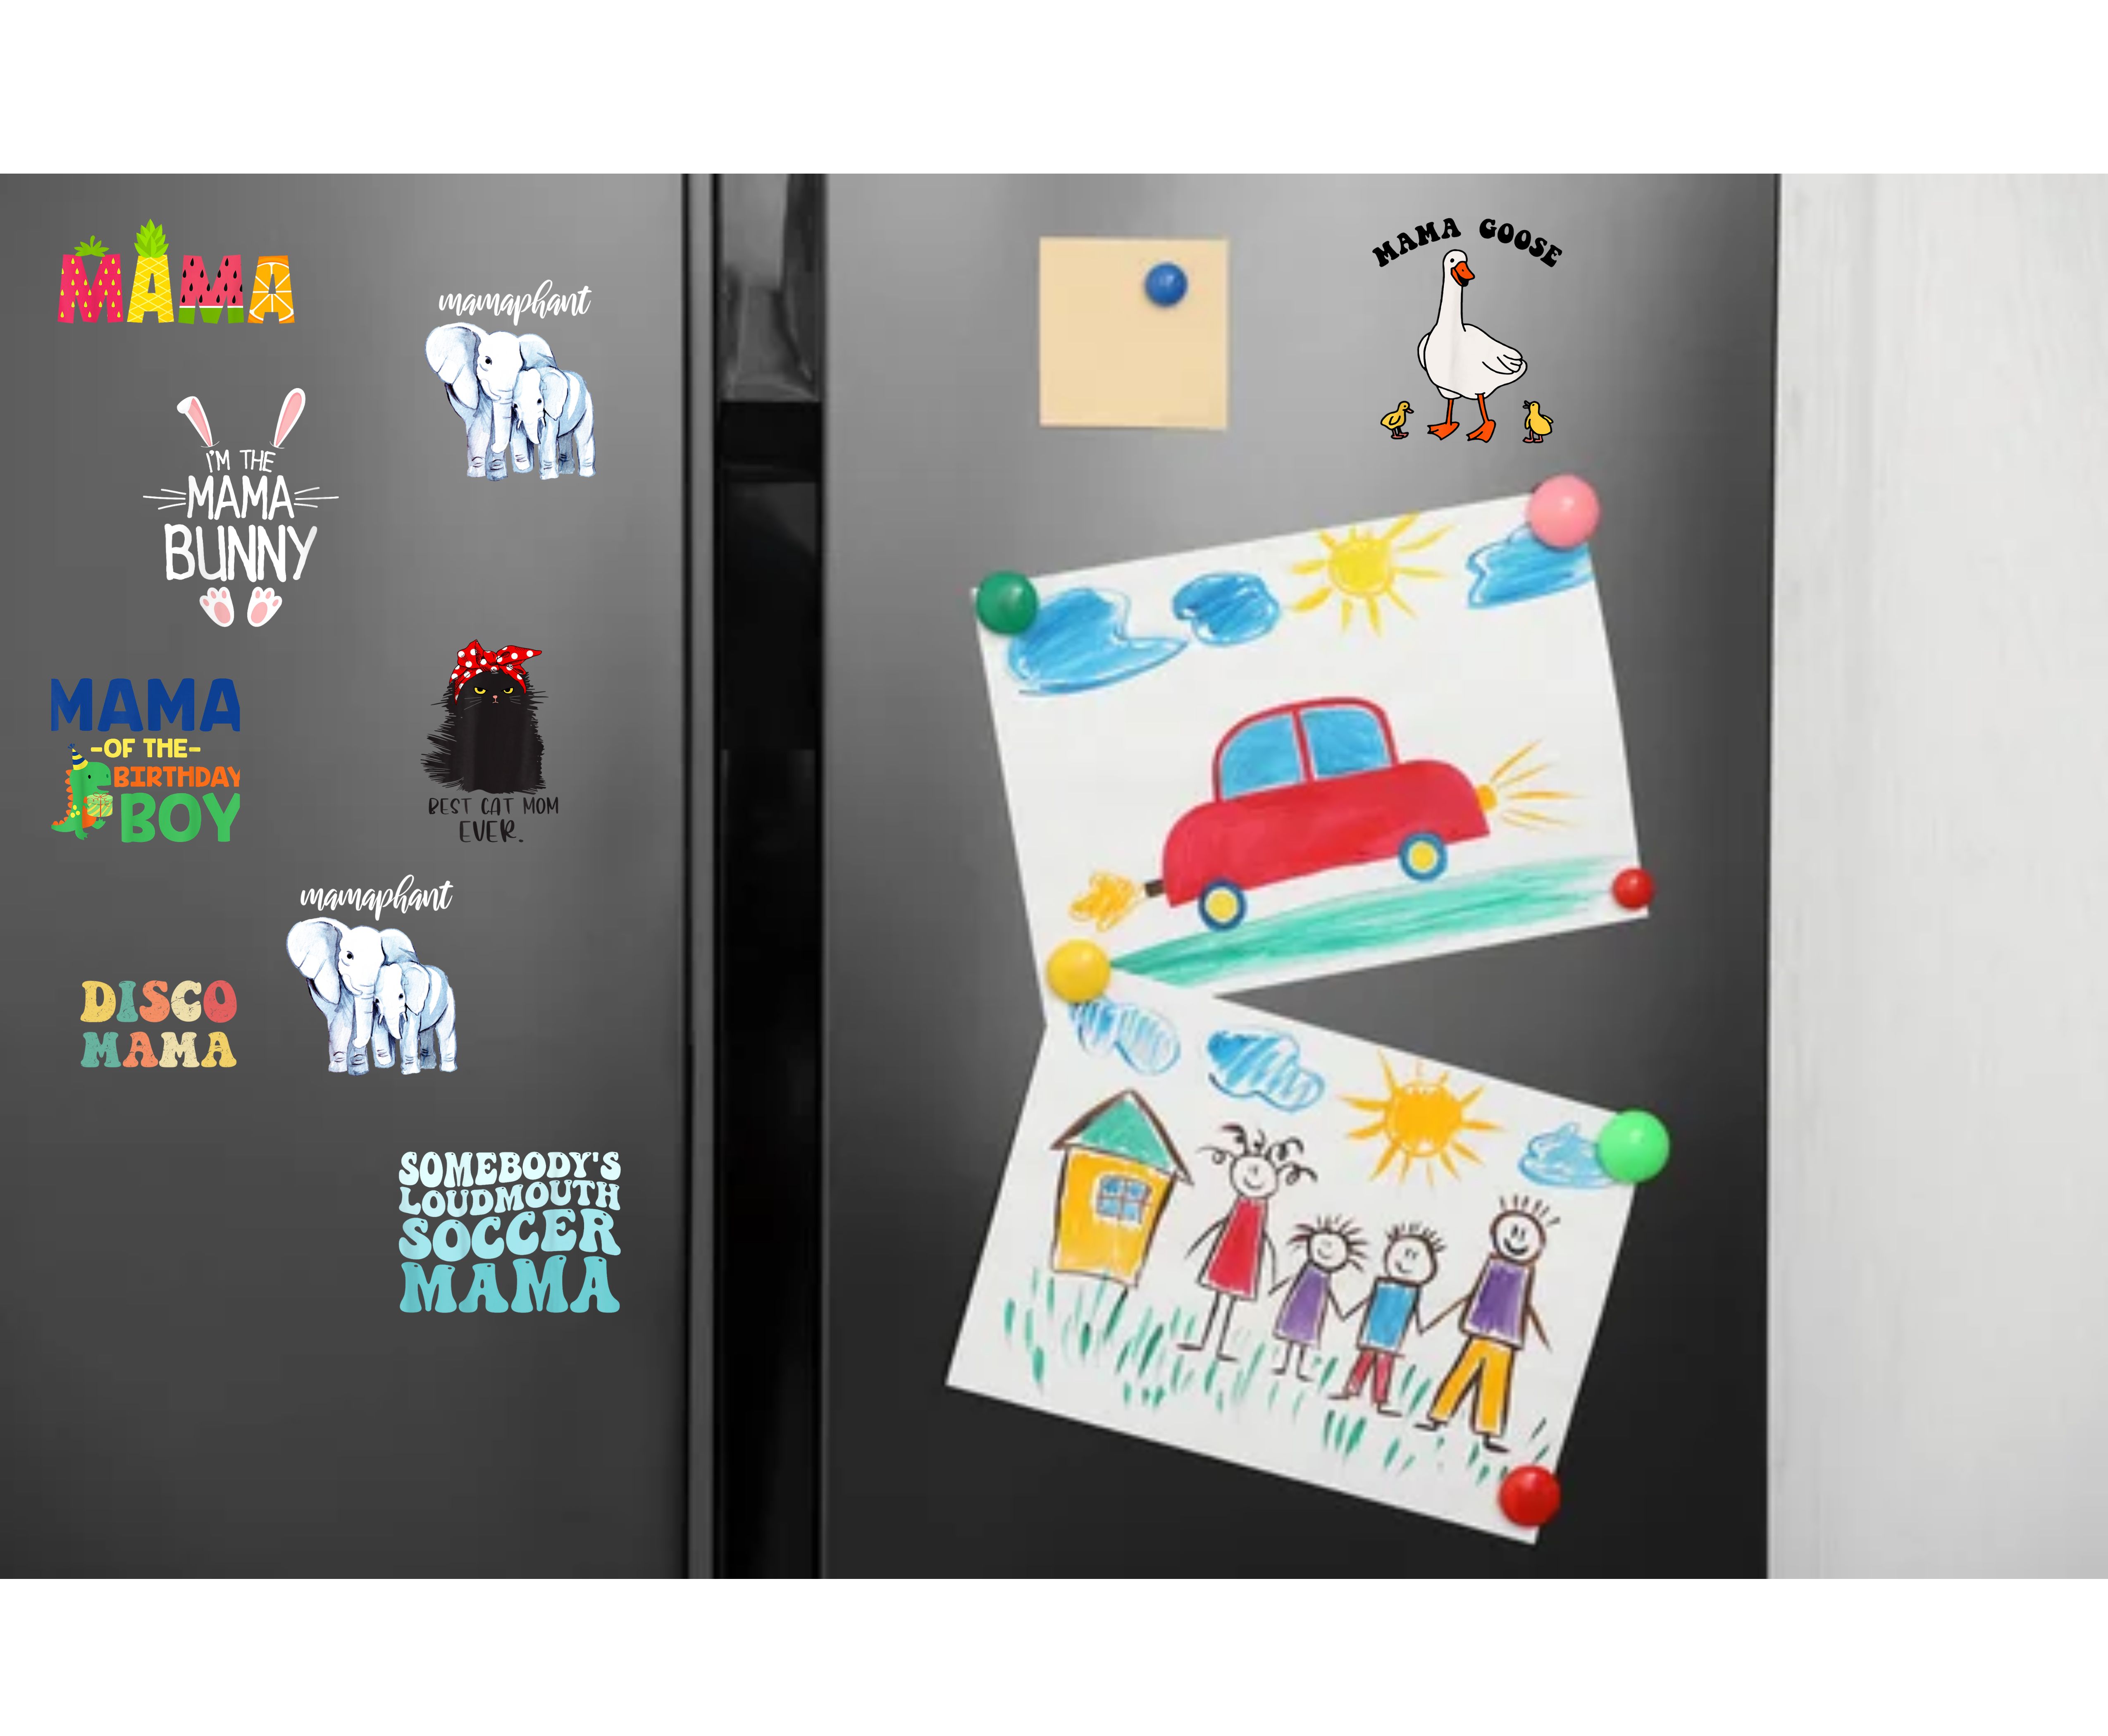 MAMA
mamaphant
I'M THE
MAMA
BUNNY
MAMA
-OF THE-
BIRTHDAY
BOY
BEST CAT MOM
EVER.
mamaphant
DISCO
MAMA
SOMEBODY'S
LOUDMOUTH
SOCCER
MAMA
MAMA GOOSE